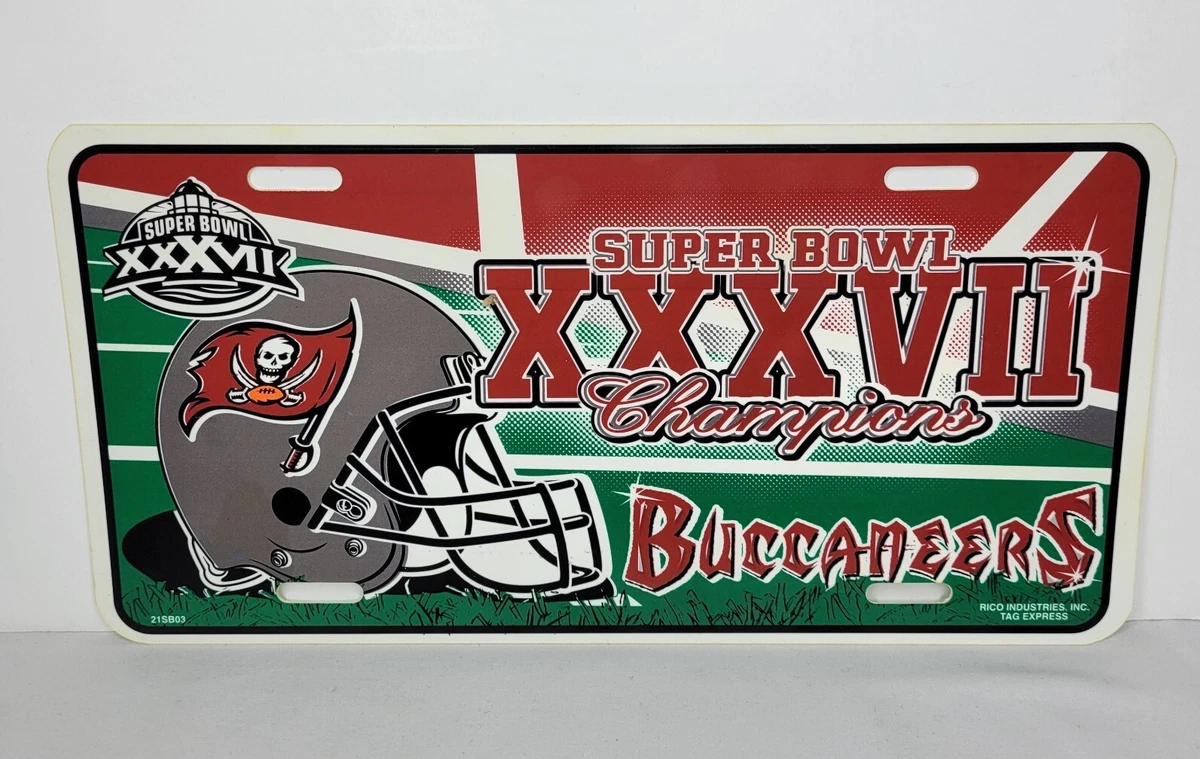 SUPER BOWL
XXXVII
SUPER BOWL
XXXVII
Champions
BUCCANEERS
21SB03
RICO INDUSTRIES, INC.
TAG EXPRESS